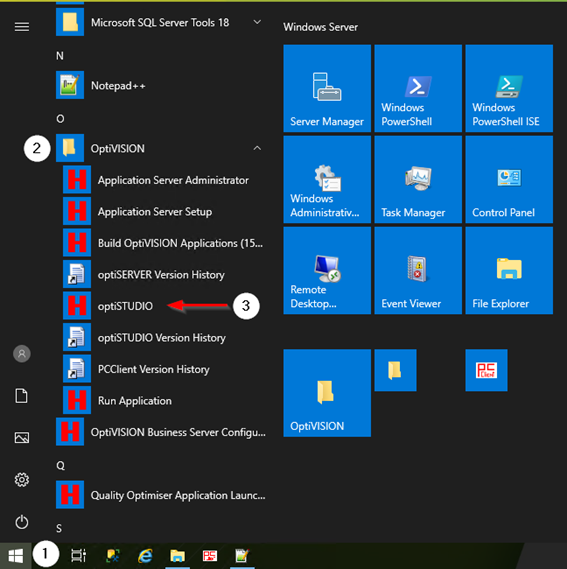 Microsoft SQL Server Tools 18
N
Notepad++
O
2
OptiVISION
Application Server Administrator
Application Server Setup
Build OptiVISION Applications (15...
optiSERVER Version History
optiSTUDIO
3
optiSTUDIO Version History
PCClient Version History
Run Application
OptiVISION Business Server Configu...
Q
Quality Optimiser Application Launc...
S
1
Windows Server
Server Manager
Windows
PowerShell
Windows
PowerShell ISE
Windows
Administrativ...
Task Manager
Control Panel
Remote
Desktop...
Event Viewer
File Explorer
OptiVISION
PC
Client